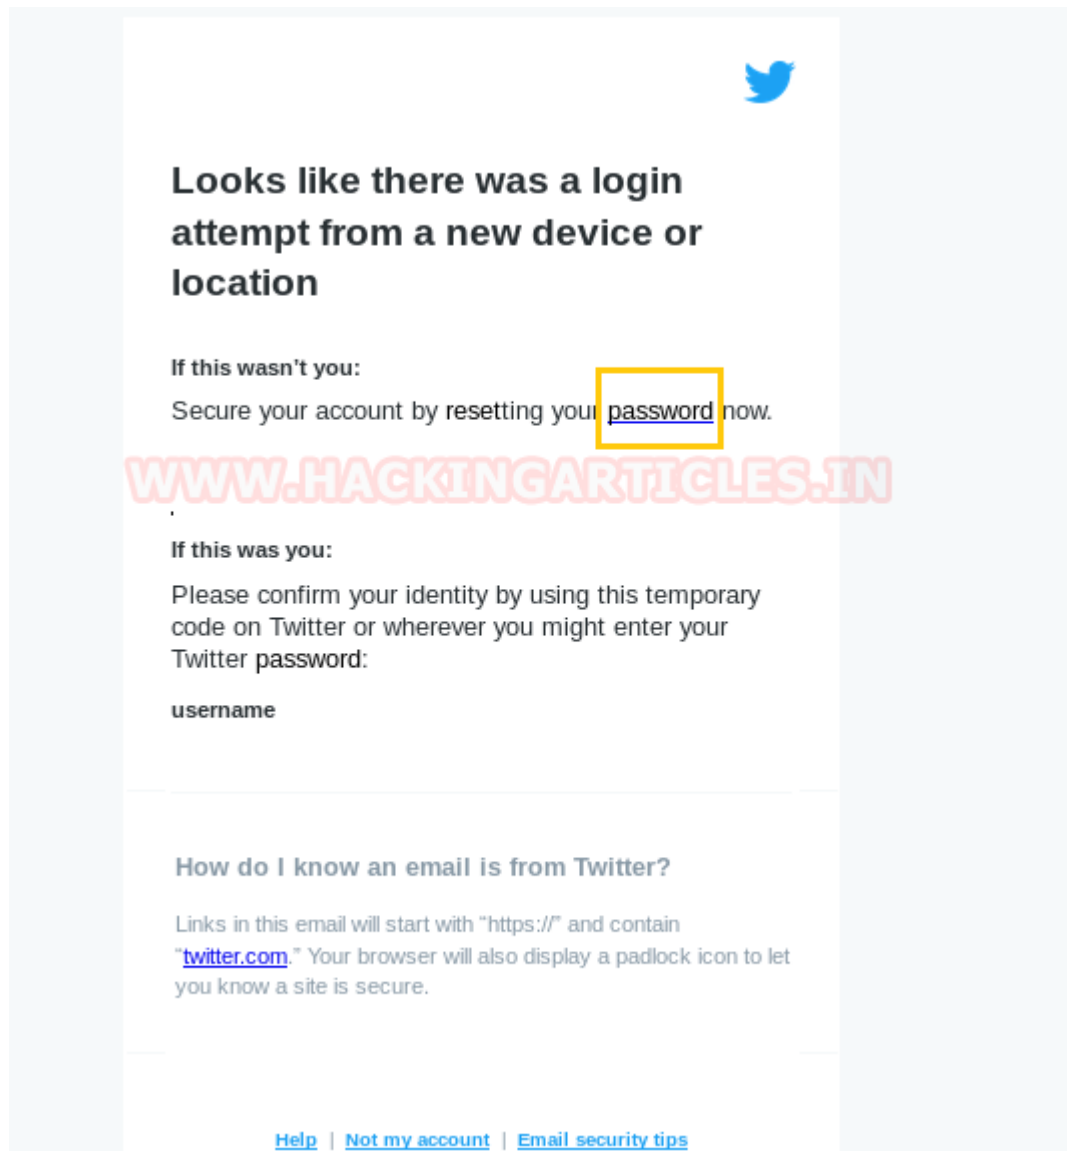 Looks like there was a login
attempt from a new device or
location
If this wasn't you:
Secure your account by resetting your password now.
WWW.HACKINGARTICLES.IN
If this was you:
Please confirm your identity by using this temporary
code on Twitter or wherever you might enter your
Twitter password:
username
How do I know an email is from Twitter?
Links in this email will start with “https://” and contain
“twitter.com.” Your browser will also display a padlock icon to let
you know a site is secure.
Help | Not my account | Email security tips